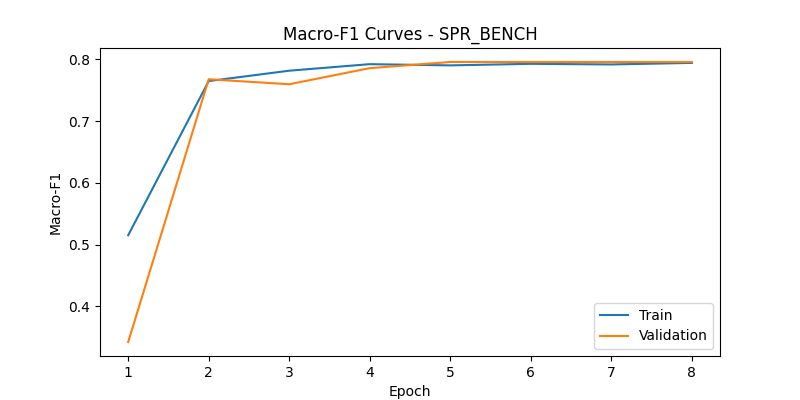 Macro-F1 Curves - SPR_BENCH
Macro-F1
0.8
0.7
0.6
0.5
0.4
Train
Validation
1 2 3 4 5 6 7 8
Epoch